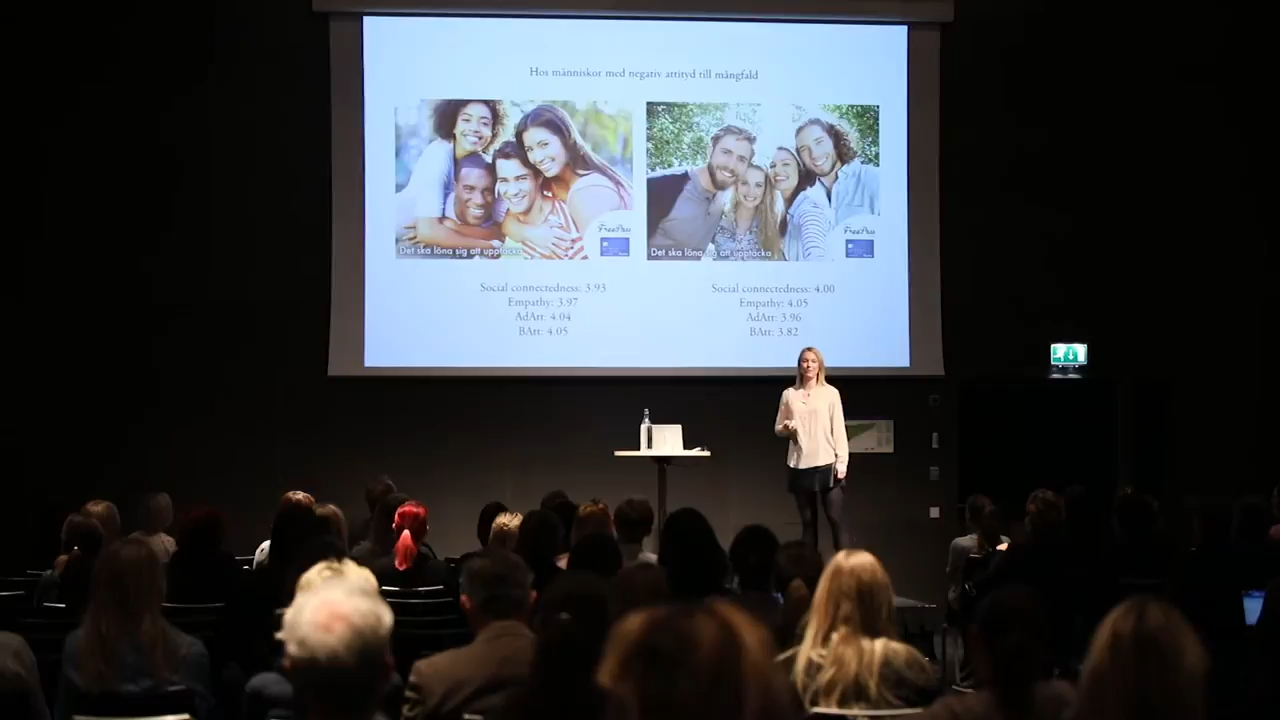 Hos människor med negativ attityd till mångfald
FreePlus
Det ska löna sig att upptäcka
FreePlus
Det ska löna sig att upptäcka
Social connectedness: 3.93
Empathy: 3.97
AdAtt: 4.04
BAtt: 4.05
Social connectedness: 4.00
Empathy: 4.05
AdAtt: 3.96
BAtt: 3.82